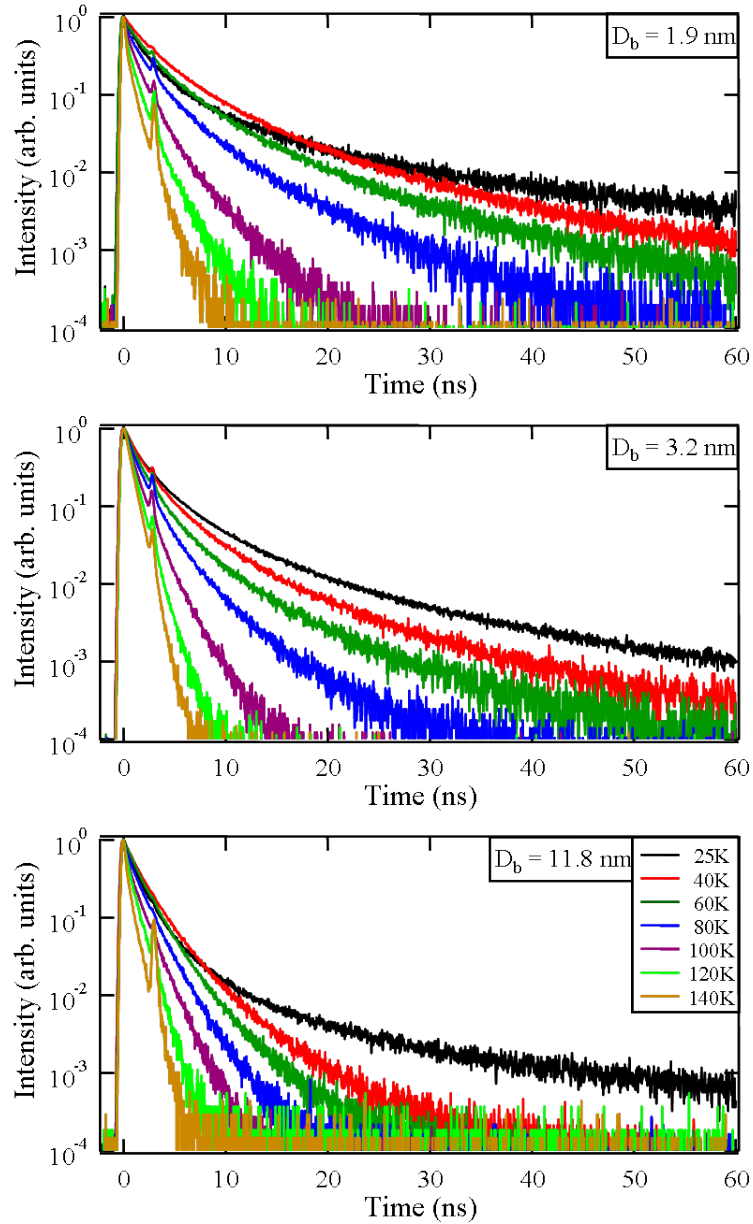 D_b = 1.9 nm
10^0
10^-1
10^-2
10^-3
10^-4
Intensity (arb. units)
0 10 20 30 40 50 60
Time (ns)
D_b = 3.2 nm
10^0
10^-1
10^-2
10^-3
10^-4
Intensity (arb. units)
0 10 20 30 40 50 60
Time (ns)
D_b = 11.8 nm
25K
40K
60K
80K
100K
120K
140K
10^0
10^-1
10^-2
10^-3
10^-4
Intensity (arb. units)
0 10 20 30 40 50 60
Time (ns)